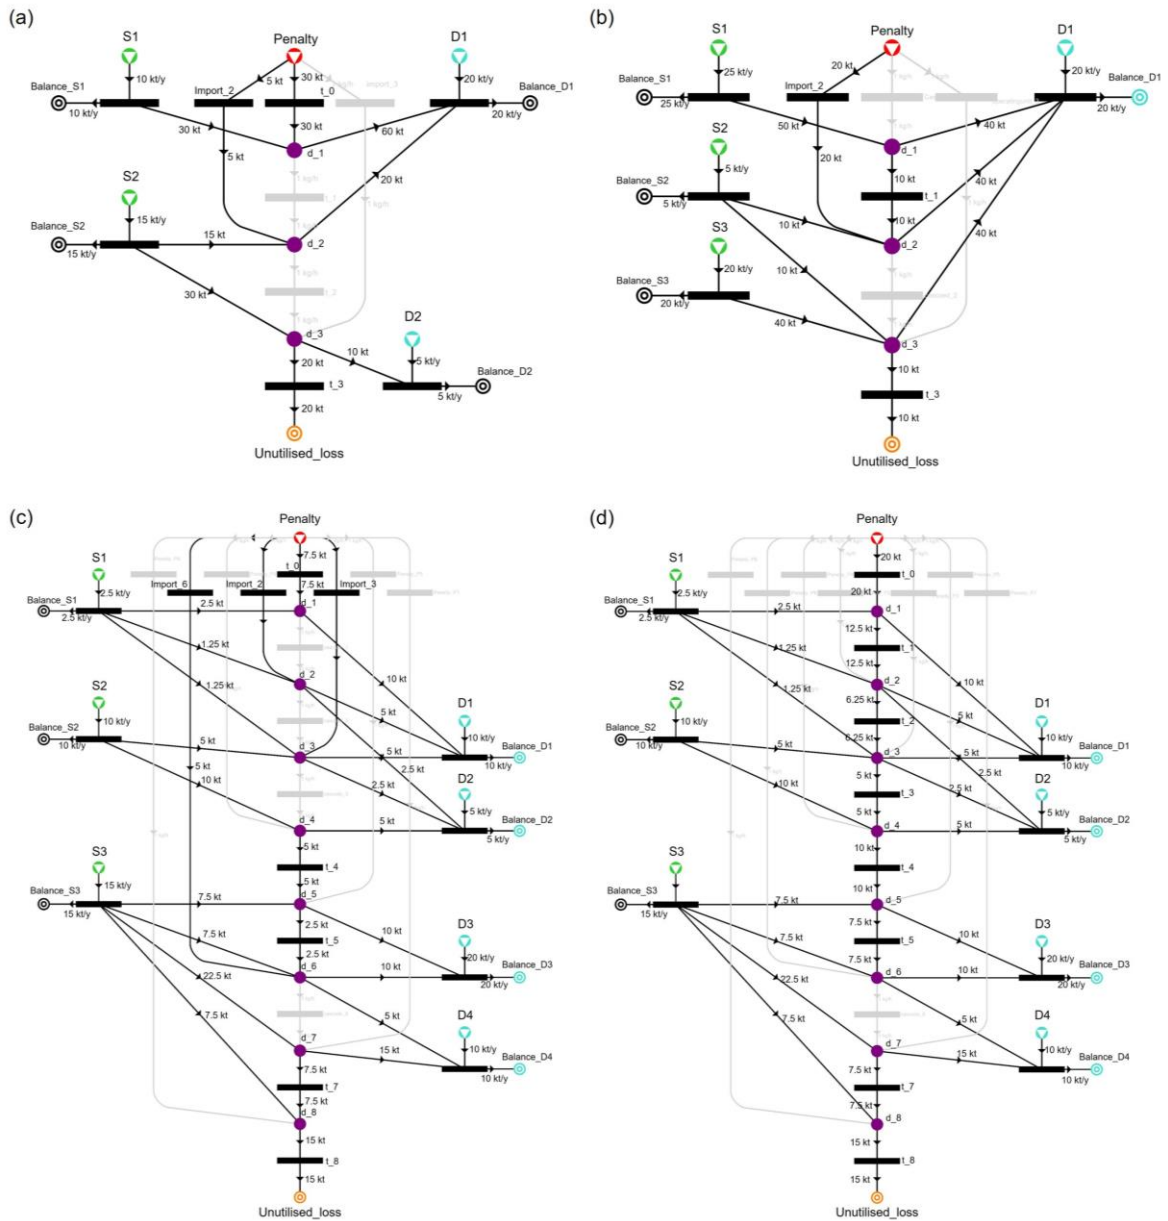 (a)
S1
Penalty
D1
10 kt/y
5 kt
30 kt
20 kt/y
Balance_S1
Import_2
t_0
Balance_D1
10 kt/y
20 kt/y
30 kt
30 kt
60 kt
d_1
5 kt
20 kt
S2
15 kt/y
Balance_S2
15 kt
d_2
15 kt/y
30 kt
D2
d_3
10 kt
5 kt/y
20 kt
Balance_D2
t_3
5 kt/y
20 kt
Unutilised_loss
(b)
S1
Penalty
D1
20 kt
25 kt/y
20 kt/y
Balance_S1
Import_2
Balance_D1
25 kt/y
20 kt/y
50 kt
40 kt
S2
d_1
5 kt/y
20 kt
10 kt
40 kt
Balance_S2
t_1
5 kt/y
10 kt
10 kt
S3
d_2
40 kt
10 kt
20 kt/y
Balance_S3
20 kt/y
40 kt
d_3
10 kt
t_3
10 kt
Unutilised_loss
(c)
Penalty
S1
7.5 kt
t_0
2.5 kt/y
Import_6
Import_2
7.5 kt
Import_3
Balance_S1
2.5 kt
d_1
2.5 kt/y
1.25 kt
10 kt
1.25 kt
d_2
S2
5 kt
D1
10 kt/y
10 kt/y
Balance_S2
5 kt
d_3
5 kt
Balance_D1
10 kt/y
5 kt
10 kt
2.5 kt
2.5 kt
10 kt/y
D2
5 kt/y
d_4
5 kt
Balance_D2
5 kt/y
S3
5 kt
t_4
15 kt/y
5 kt
Balance_S3
7.5 kt
d_5
15 kt/y
D3
7.5 kt
2.5 kt
10 kt
t_5
20 kt/y
2.5 kt
22.5 kt
d_6
10 kt
Balance_D3
20 kt/y
7.5 kt
5 kt
D4
d_7
10 kt/y
15 kt
Balance_D4
7.5 kt
10 kt/y
t_7
7.5 kt
d_8
15 kt
t_8
15 kt
Unutilised_loss
(d)
Penalty
S1
20 kt
t_0
2.5 kt/y
20 kt
Balance_S1
2.5 kt
d_1
2.5 kt/y
12.5 kt
1.25 kt
t_1
10 kt
1.25 kt
12.5 kt
d_2
S2
6.25 kt
5 kt
D1
10 kt/y
t_2
10 kt/y
Balance_S2
5 kt
6.25 kt
d_3
5 kt
Balance_D1
10 kt/y
5 kt
2.5 kt
2.5 kt
10 kt/y
10 kt
t_3
D2
5 kt
5 kt/y
d_4
5 kt
Balance_D2
5 kt/y
S3
10 kt
t_4
10 kt
Balance_S3
7.5 kt
d_5
15 kt/y
D3
7.5 kt
7.5 kt
10 kt
t_5
20 kt/y
7.5 kt
22.5 kt
d_6
10 kt
Balance_D3
20 kt/y
7.5 kt
5 kt
D4
d_7
10 kt/y
15 kt
Balance_D4
7.5 kt
10 kt/y
t_7
7.5 kt
d_8
15 kt
t_8
15 kt
Unutilised_loss